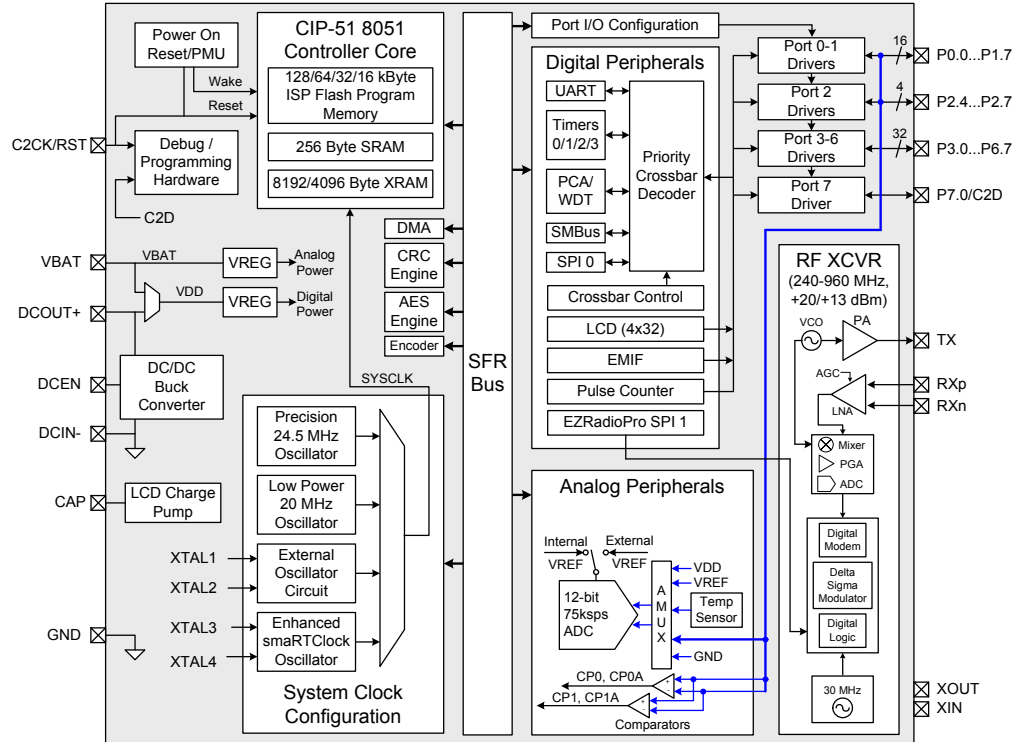 Power On
Reset/PMU
Wake
Reset
C2CK/RST
Debug /
Programming
Hardware
C2D
CIP-51 8051
Controller Core
128/64/32/16 kByte
ISP Flash Program
Memory
256 Byte SRAM
8192/4096 Byte XRAM
VBAT
VBAT
VREG
Analog
Power
VDD
VREG
Digital
Power
DCOUT+
DCEN
DC/DC
Buck
Converter
DCIN-
CAP
LCD Charge
Pump
XTAL1
XTAL2
XTAL3
XTAL4
GND
DMA
CRC
Engine
AES
Engine
Encoder
SYSCLK
Precision
24.5 MHz
Oscillator
Low Power
20 MHz
Oscillator
External
Oscillator
Circuit
Enhanced
smaRTClock
Oscillator
System Clock
Configuration
SFR
Bus
Port I/O Configuration
Digital Peripherals
UART
Timers
0/1/2/3
PCA/
WDT
SMBus
SPI 0
Priority
Crossbar
Decoder
Crossbar Control
LCD (4x32)
EMIF
Pulse Counter
EZRadioPro SPI 1
Analog Peripherals
Internal
VREF
External
VREF
12-bit
75ksps
ADC
A
M
U
X
VDD
VREF
Temp
Sensor
GND
CP0, CP0A
+
-
CP1, CP1A
+
-
Comparators
Port 0-1
Drivers
16
P0.0...P1.7
Port 2
Drivers
4
P2.4...P2.7
Port 3-6
Drivers
32
P3.0...P6.7
Port 7
Driver
P7.0/C2D
RF XCVR
(240-960 MHz,
+20/+13 dBm)
VCO
PA
TX
AGC
LNA
RXp
RXn
Mixer
PGA
ADC
Digital
Modem
Delta
Sigma
Modulator
Digital
Logic
30 MHz
XOUT
XIN